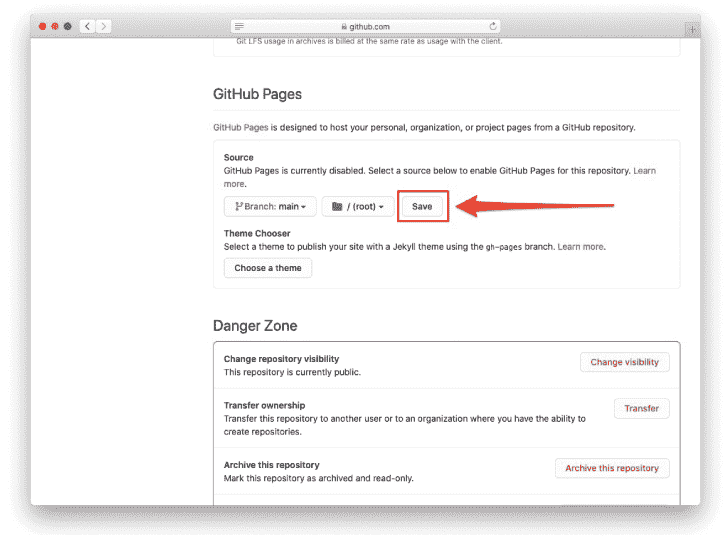 github.com
Git LFS usage in archives is billed at the same rate as usage with the client.
GitHub Pages
GitHub Pages is designed to host your personal, organization, or project pages from a GitHub repository.
Source
GitHub Pages is currently disabled. Select a source below to enable GitHub Pages for this repository. Learn
more.
Branch: main
/ (root)
Save
Theme Chooser
Select a theme to publish your site with a Jekyll theme using the gh-pages branch. Learn more.
Choose a theme
Danger Zone
Change repository visibility
This repository is currently public.
Change visibility
Transfer ownership
Transfer this repository to another user or to an organization where you have the ability to
create repositories.
Transfer
Archive this repository
Mark this repository as archived and read-only.
Archive this repository